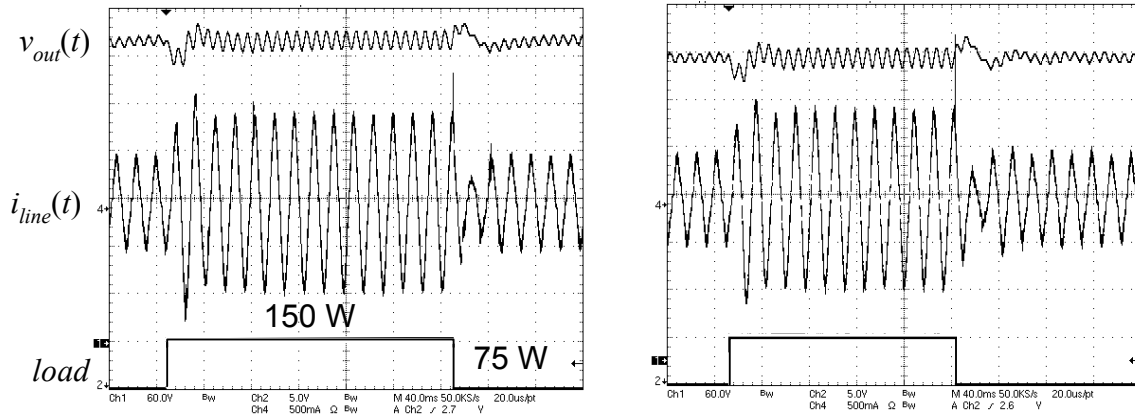 v_out(t)
i_line(t)
4
150 W
75 W
1
load
2
Ch1 60.0V Bw Ch2 5.0V Bw M 40.0ms 50.0KS/s 20.0us/pt
Ch4 500mA Ω Bw A Ch2 ∕ 2.7 V
4
1
2
Ch1 60.0V Bw Ch2 5.0V Bw M 40.0ms 50.0KS/s 20.0us/pt
Ch4 500mA Ω Bw A Ch2 ∕ 2.6 V